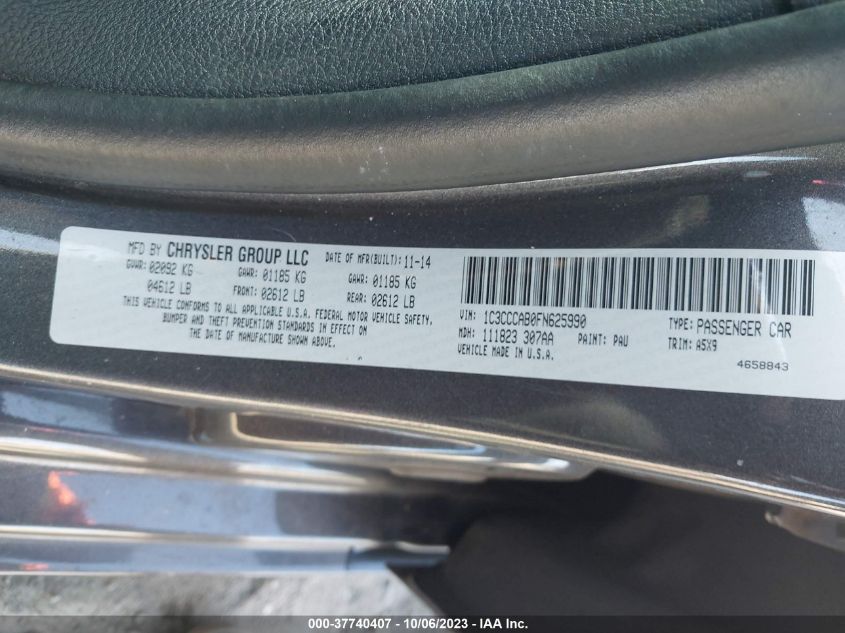 MFD BY CHRYSLER GROUP LLC DATE OF MFR(BUILT): 11-14
GVWR: 02092 KG GAWR: 01185 KG GAWR: 01185 KG
04612 LB FRONT: 02612 LB REAR: 02612 LB
THIS VEHICLE CONFORMS TO ALL APPLICABLE U.S.A. FEDERAL MOTOR VEHICLE SAFETY,
BUMPER AND THEFT PREVENTION STANDARDS IN EFFECT ON
THE DATE OF MANUFACTURE SHOWN ABOVE.
VIN: 1C3CCCAB0FN625990 TYPE: PASSENGER CAR
MDH: 111823 307AA PAINT: PAU TRIM: A5X9
VEHICLE MADE IN U.S.A. 4658843
000-37740407 - 10/06/2023 - IAA Inc.